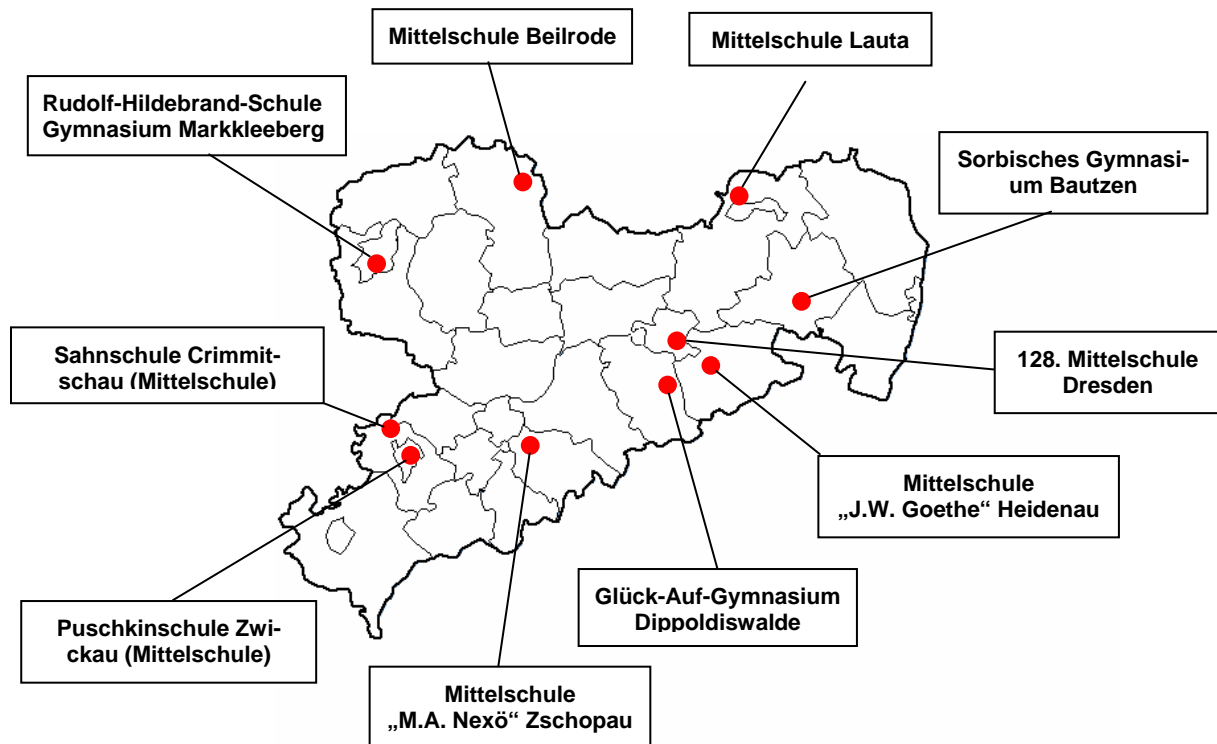 Mittelschule Beilrode
Mittelschule Lauta
Rudolf-Hildebrand-Schule
Gymnasium Markkleeberg
Sorbisches Gymnasi-
um Bautzen
Sahnschule Crimmit-
schau (Mittelschule)
128. Mittelschule
Dresden
Mittelschule
„J.W. Goethe“ Heidenau
Glück-Auf-Gymnasium
Dippoldiswalde
Puschkinschule Zwi-
ckau (Mittelschule)
Mittelschule
„M.A. Nexö“ Zschopau